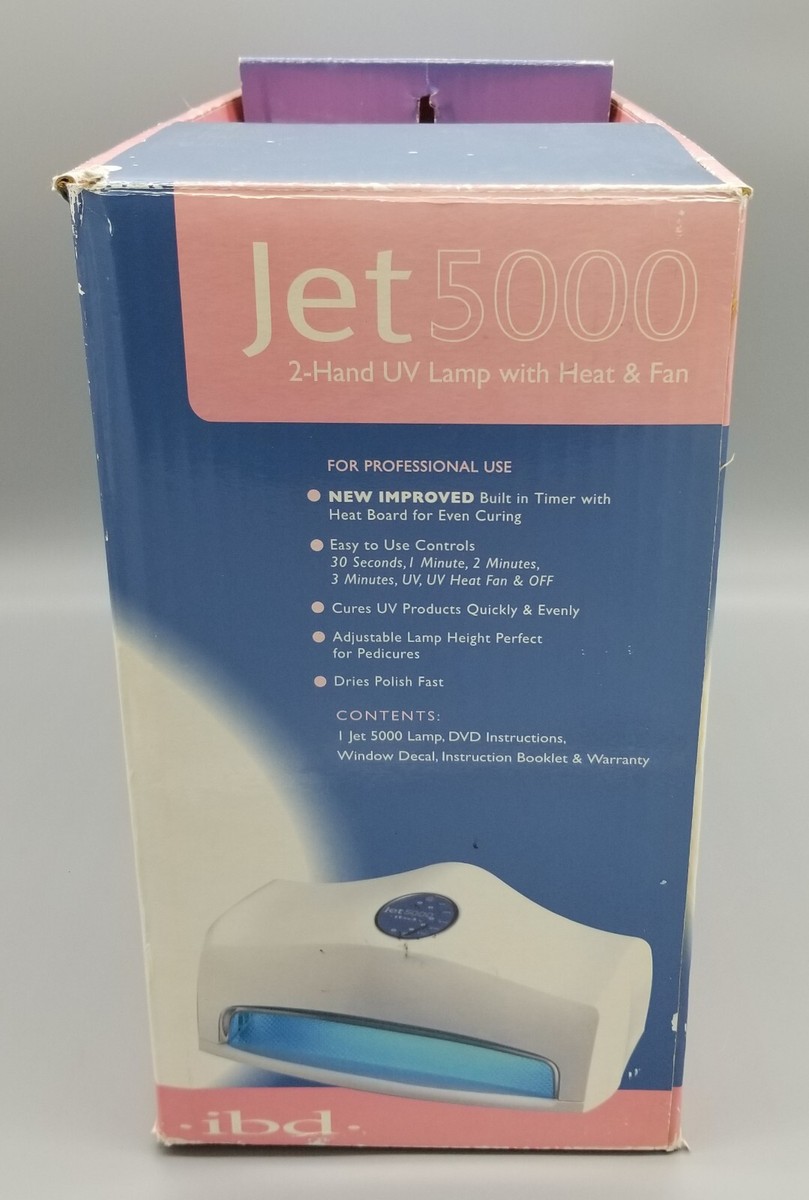 Jet 5000
2-Hand UV Lamp with Heat & Fan
FOR PROFESSIONAL USE
NEW IMPROVED Built in Timer with
Heat Board for Even Curing
Easy to Use Controls
30 Seconds, 1 Minute, 2 Minutes,
3 Minutes, UV, UV Heat Fan & OFF
Cures UV Products Quickly & Evenly
Adjustable Lamp Height Perfect
for Pedicures
Dries Polish Fast
CONTENTS:
1 Jet 5000 Lamp, DVD Instructions,
Window Decal, Instruction Booklet & Warranty
Jet 5000
·ibd·